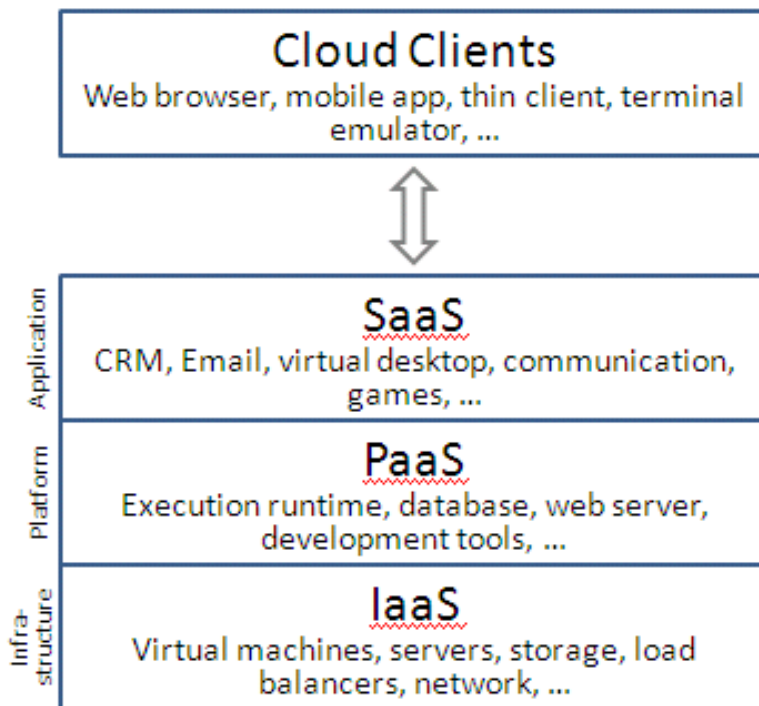 Cloud Clients
Web browser, mobile app, thin client, terminal
emulator, ...
Application
SaaS
CRM, Email, virtual desktop, communication,
games, ...
Platform
PaaS
Execution runtime, database, web server,
development tools, ...
Infra-
structure
IaaS
Virtual machines, servers, storage, load
balancers, network, ...